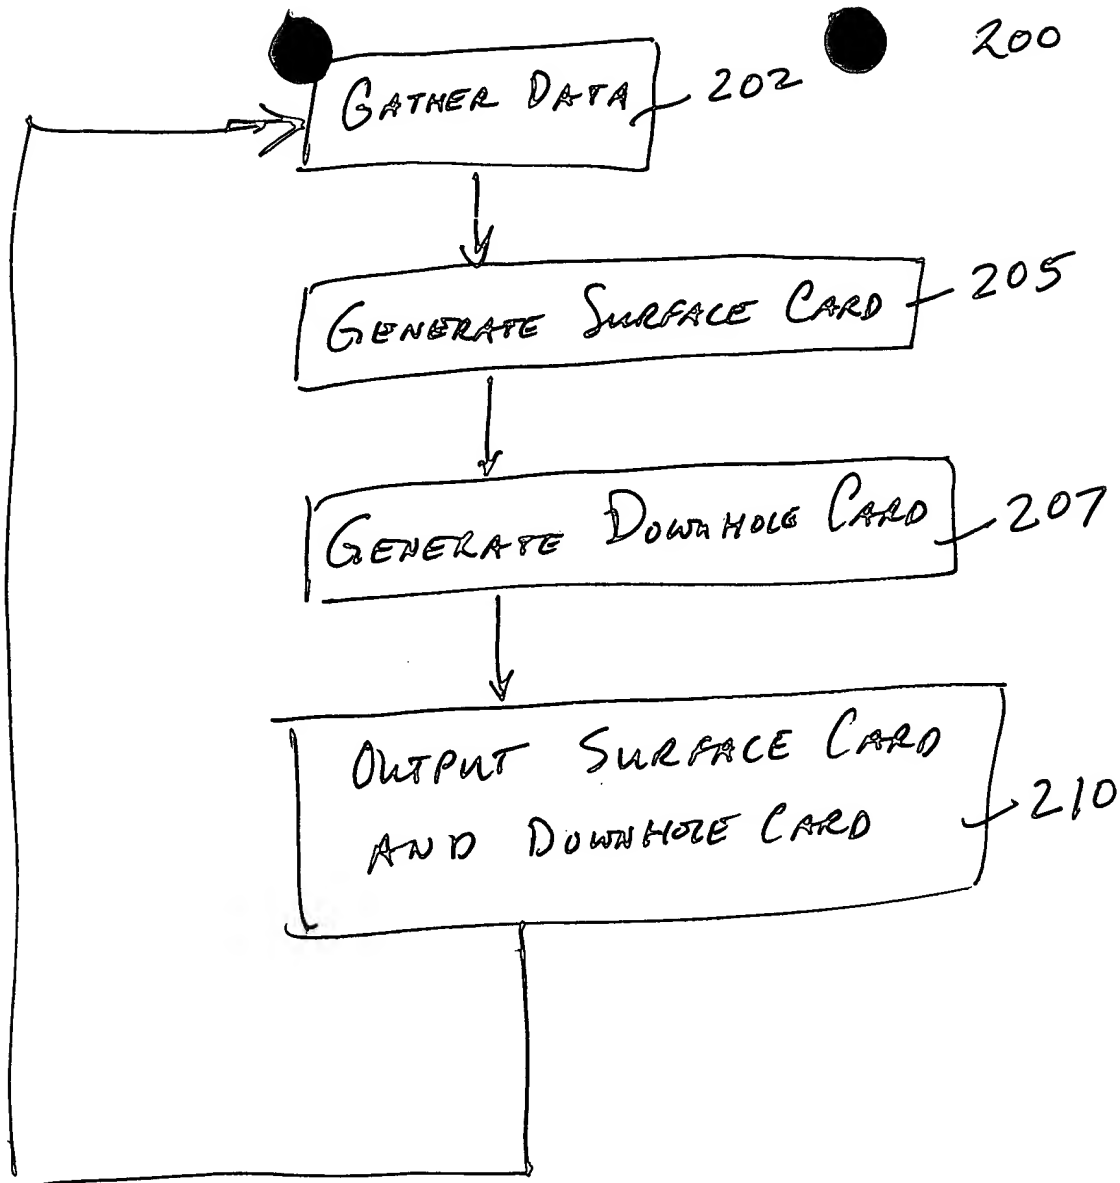 200
GATHER DATA 202
GENERATE SURFACE CARD 205
GENERATE DOWNHOLE CARD 207
OUTPUT SURFACE CARD
AND DOWNHOLE CARD 210